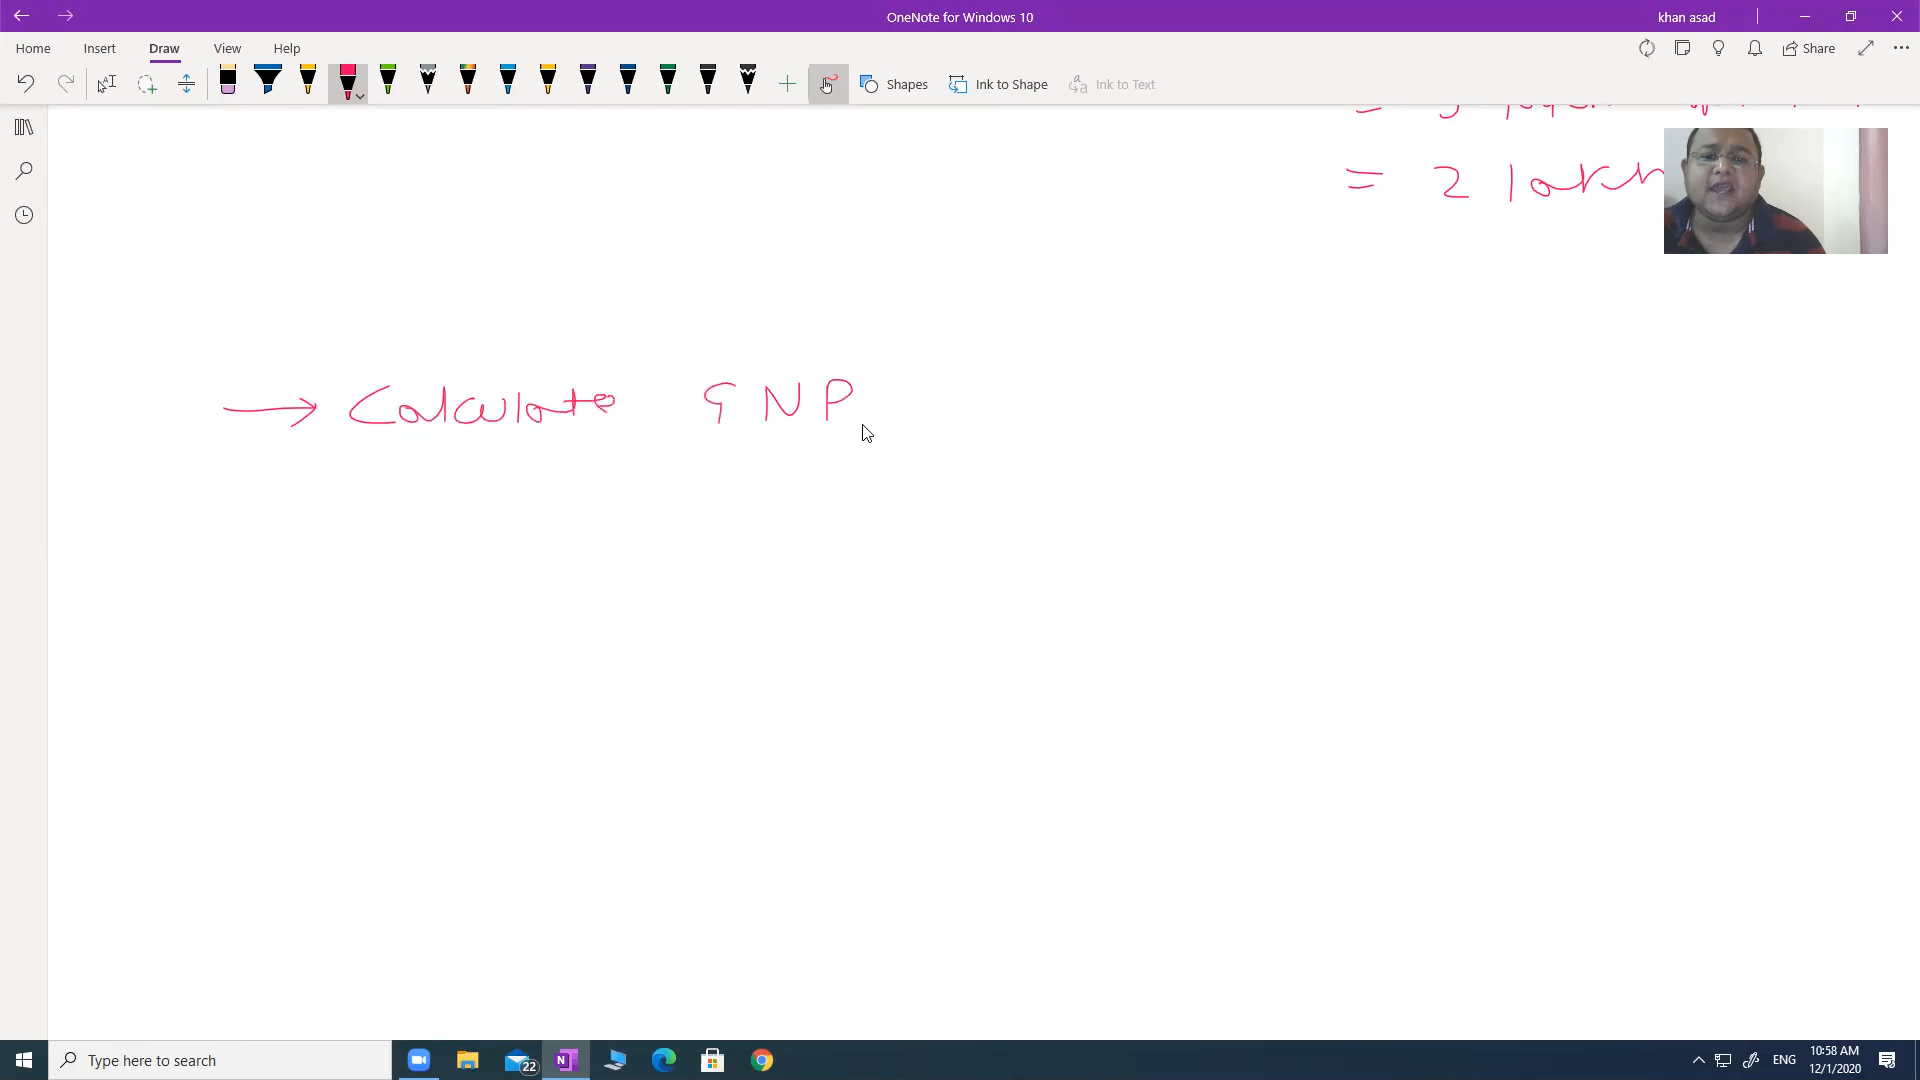 OneNote for Windows 10
khan asad
Home Insert Draw View Help
Share
Shapes
Ink to Shape
Ink to Text
= 2 lakh
→ Calculate GNP
Type here to search
22
ENG
10:58 AM
12/1/2020